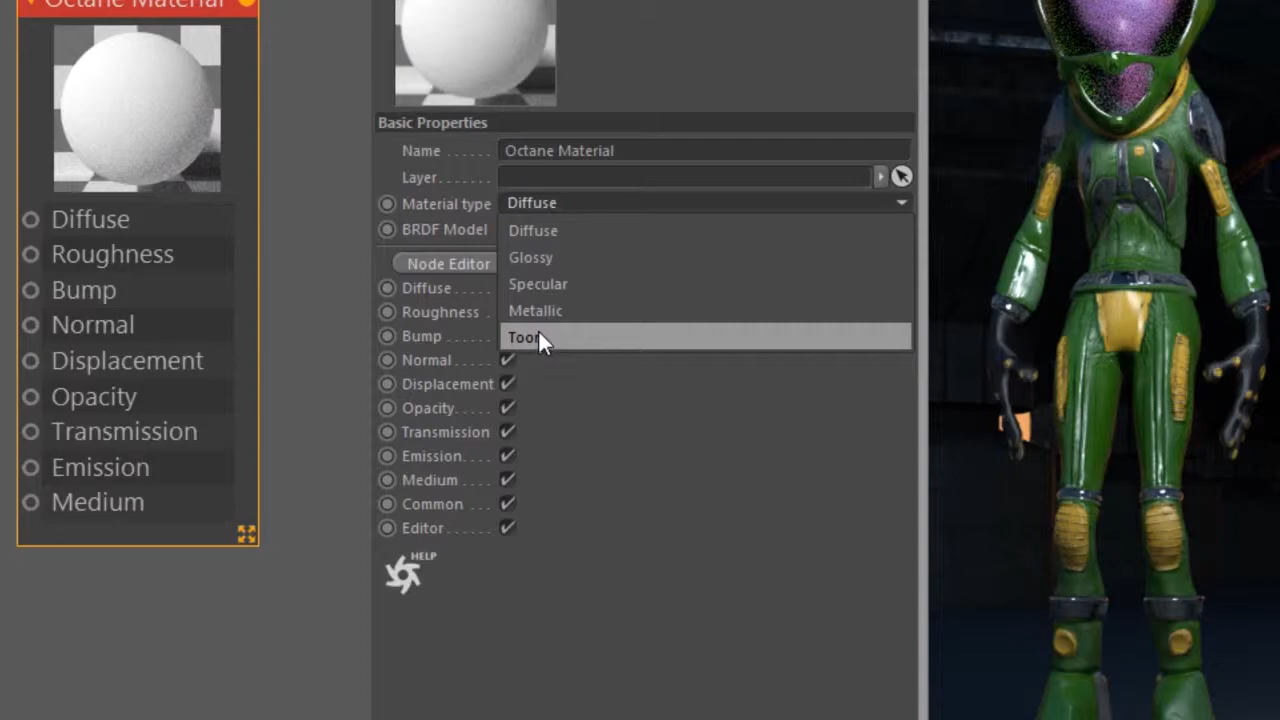 Octane Material
Diffuse
Roughness
Bump
Normal
Displacement
Opacity
Transmission
Emission
Medium
Basic Properties
Name . . . . . . Octane Material
Layer. . . . . . .
Material type Diffuse
BRDF Model
Diffuse
Glossy
Specular
Metallic
Toon
Node Editor
Diffuse . . . . .
Roughness .
Bump . . . . . .
Normal . . . . .
Displacement
Opacity. . . . .
Transmission
Emission. . . .
Medium . . . .
Common . . .
Editor . . . . . .
HELP